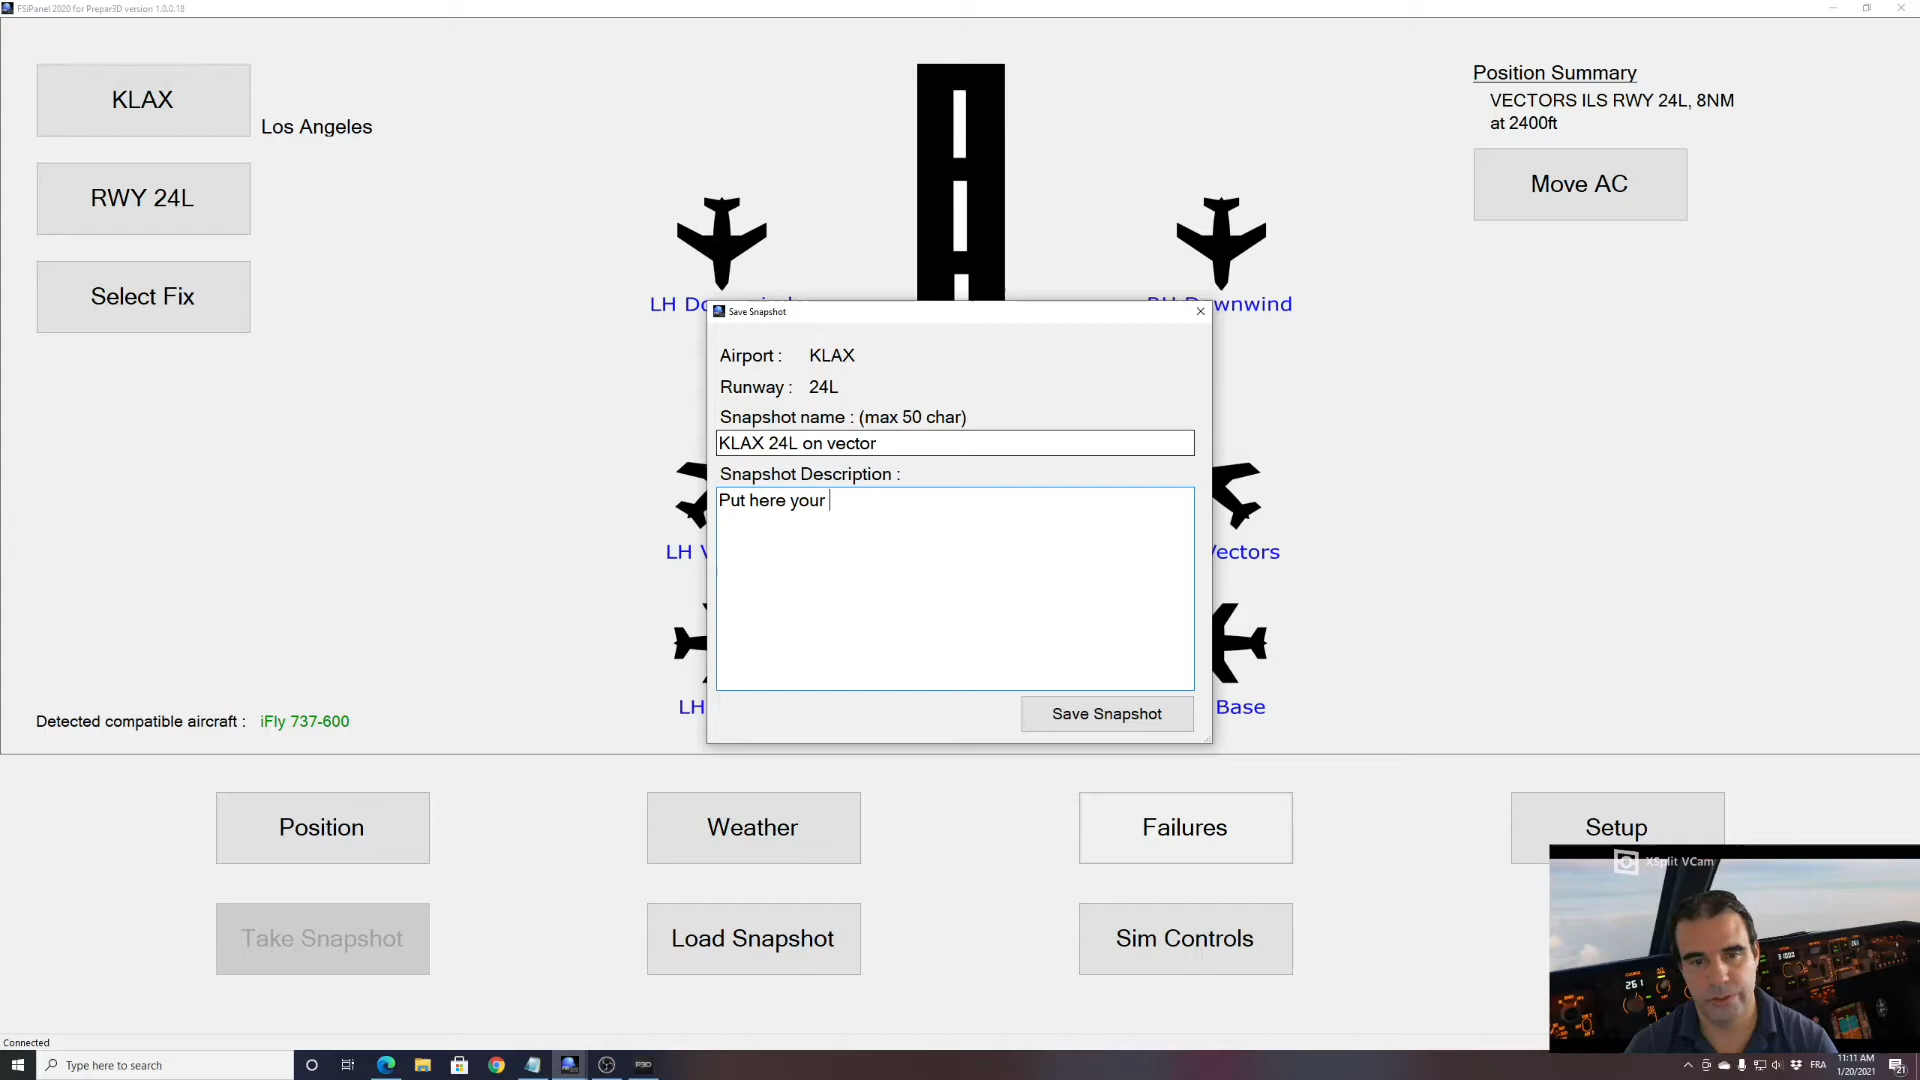 FSiPanel 2020 for Prepar3D version 1.0.0.18
KLAX
Los Angeles
RWY 24L
Select Fix
Position Summary
VECTORS ILS RWY 24L, 8NM
at 2400ft
Move AC
LH
wnwind
Save Snapshot
Airport : KLAX
Runway : 24L
Snapshot name : (max 50 char)
KLAX 24L on vector
Snapshot Description :
Put here your
LH
Vectors
LH
Base
Save Snapshot
Detected compatible aircraft : iFly 737-600
Position
Weather
Failures
Setup
Take Snapshot
Load Snapshot
Sim Controls
XSplit VCam
261
Connected
Type here to search
P3D
FRA
11:11 AM
1/20/2021
21